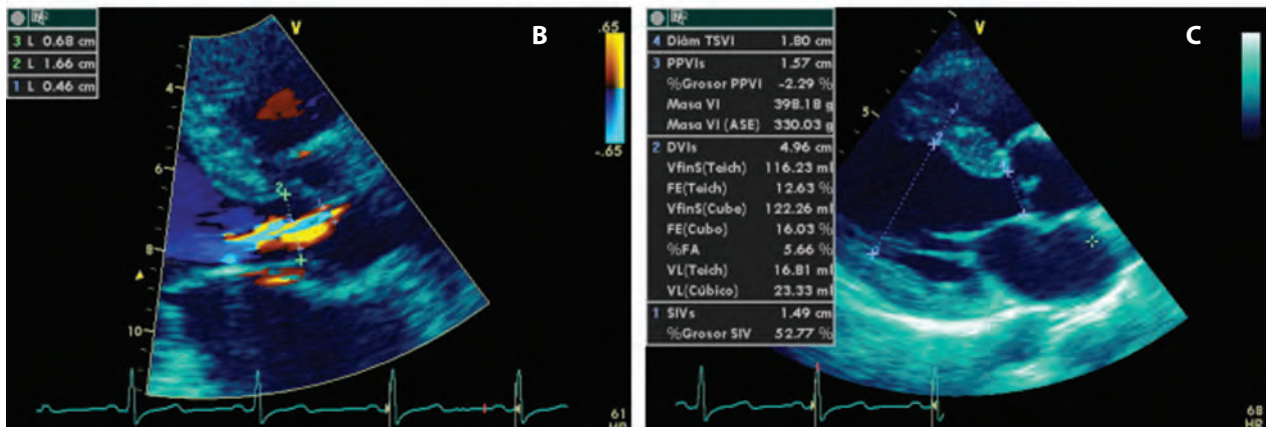 B
V
.65
-.65
3 L 0.68 cm
2 L 1.66 cm
1 L 0.46 cm
4
6
8
10
2
61
HR
C
V
4 Diám TSVI 1.80 cm
3 PPVIs 1.57 cm
%Grosor PPVI -2.29 %
Masa VI 398.18 g
Masa VI (ASE) 330.03 g
2 DVIs 4.96 cm
VfinS(Teich) 116.23 ml
FE(Teich) 12.63 %
VfinS(Cubo) 122.26 ml
FE(Cubo) 16.03 %
%FA 5.66 %
VL(Teich) 16.81 ml
VL(Cúbico) 23.33 ml
1 SIVs 1.49 cm
%Grosor SIV 52.77 %
5
68
HR